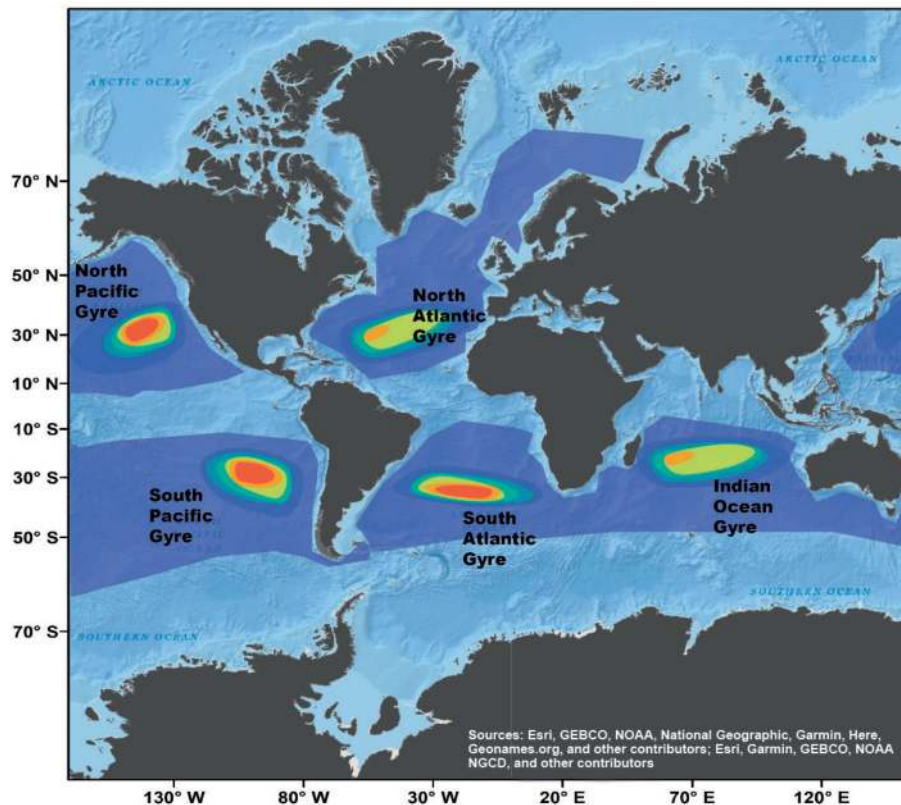 ARCTIC OCEAN
ARCTIC OCEAN
70° N
50° N
30° N
10° N
10° S
30° S
50° S
70° S
North
Pacific
Gyre
North
Atlantic
Gyre
South
Pacific
Gyre
South
Atlantic
Gyre
Indian
Ocean
Gyre
SOUTHERN OCEAN
SOUTHERN OCEAN
Sources: Esri, GEBCO, NOAA, National Geographic, Garmin, Here,
Geonames.org, and other contributors; Esri, Garmin, GEBCO, NOAA
NGCD, and other contributors
130° W
80° W
30° W
20° E
70° E
120° E